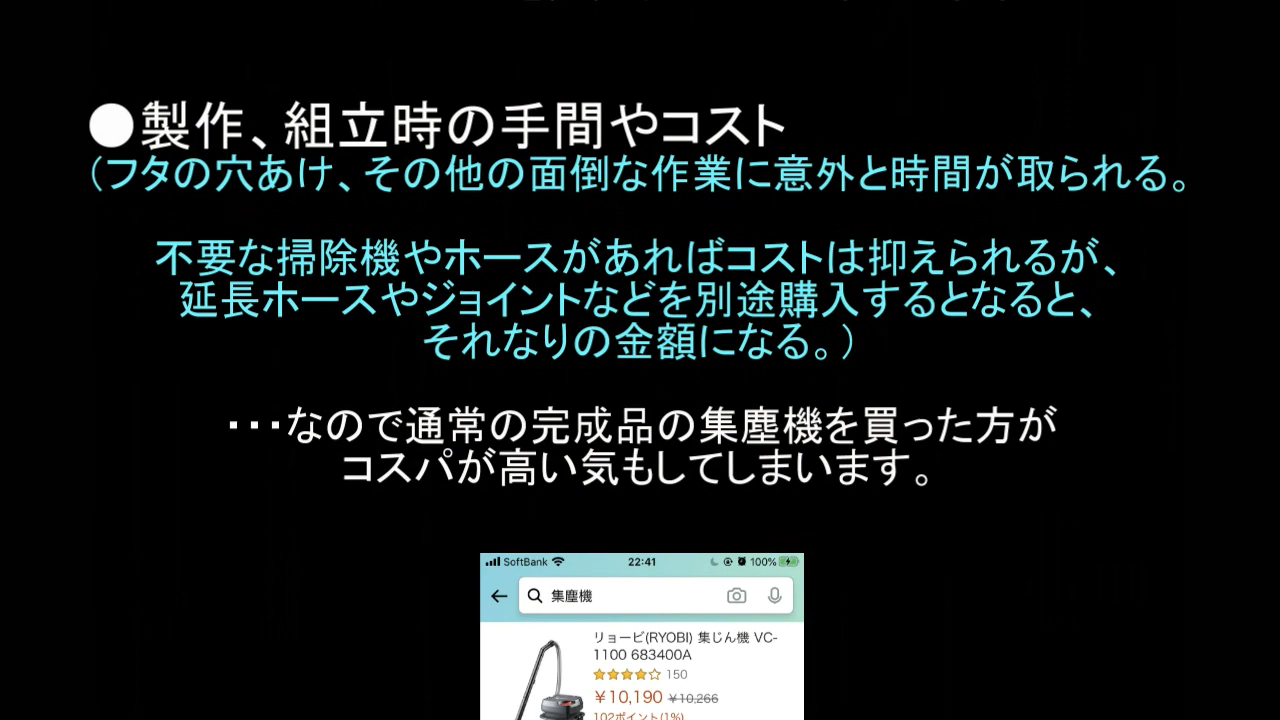 ●製作、組立時の手間やコスト
（フタの穴あけ、その他の面倒な作業に意外と時間が取られる。
不要な掃除機やホースがあればコストは抑えられるが、
延長ホースやジョイントなどを別途購入するとなると、
それなりの金額になる。）
・・・なので通常の完成品の集塵機を買った方が
コスパが高い気もしてしまいます。
SoftBank 22:41 100%
集塵機
リョービ(RYOBI) 集じん機 VC-
1100 683400A
150
￥10,190 ￥10,266
102ポイント(1%)